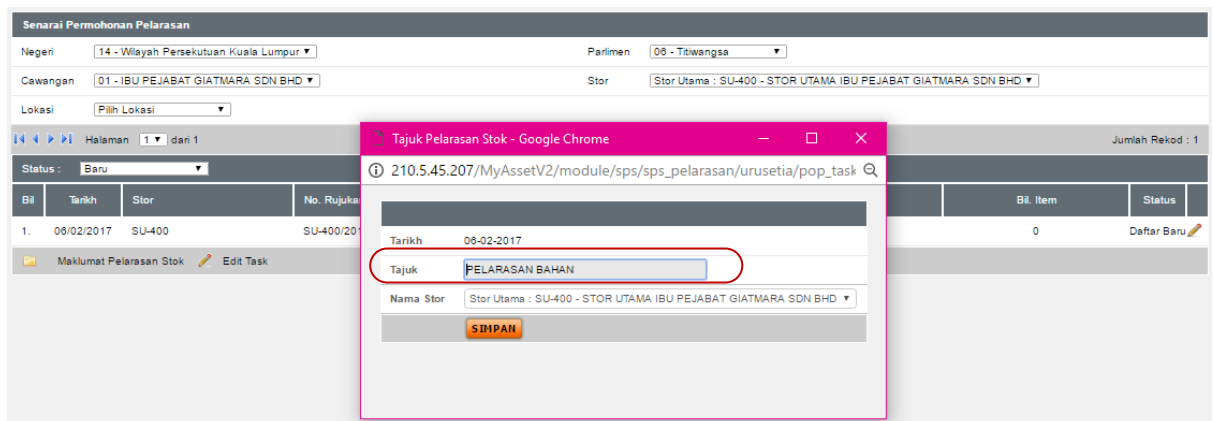 Senarai Permohonan Pelarasan
Negeri 14 - Wilayah Persekutuan Kuala Lumpur Parlimen 06 - Titiwangsa
Cawangan 01 - IBU PEJABAT GIATMARA SDN BHD Stor Stor Utama : SU-400 - STOR UTAMA IBU PEJABAT GIATMARA SDN BHD
Lokasi Pilih Lokasi
Halaman 1 dari 1 Jumlah Rekod : 1
Status : Baru
Bil Tarikh Stor No. Rujuka Bil. Item Status
1. 06/02/2017 SU-400 SU-400/201 0 Daftar Baru
Maklumat Pelarasan Stok Edit Task
Tajuk Pelarasan Stok - Google Chrome
210.5.45.207/MyAssetV2/module/sps/sps_pelarasan/urusetia/pop_task
Tarikh 06-02-2017
Tajuk PELARASAN BAHAN
Nama Stor Stor Utama : SU-400 - STOR UTAMA IBU PEJABAT GIATMARA SDN BHD
SIMPAN